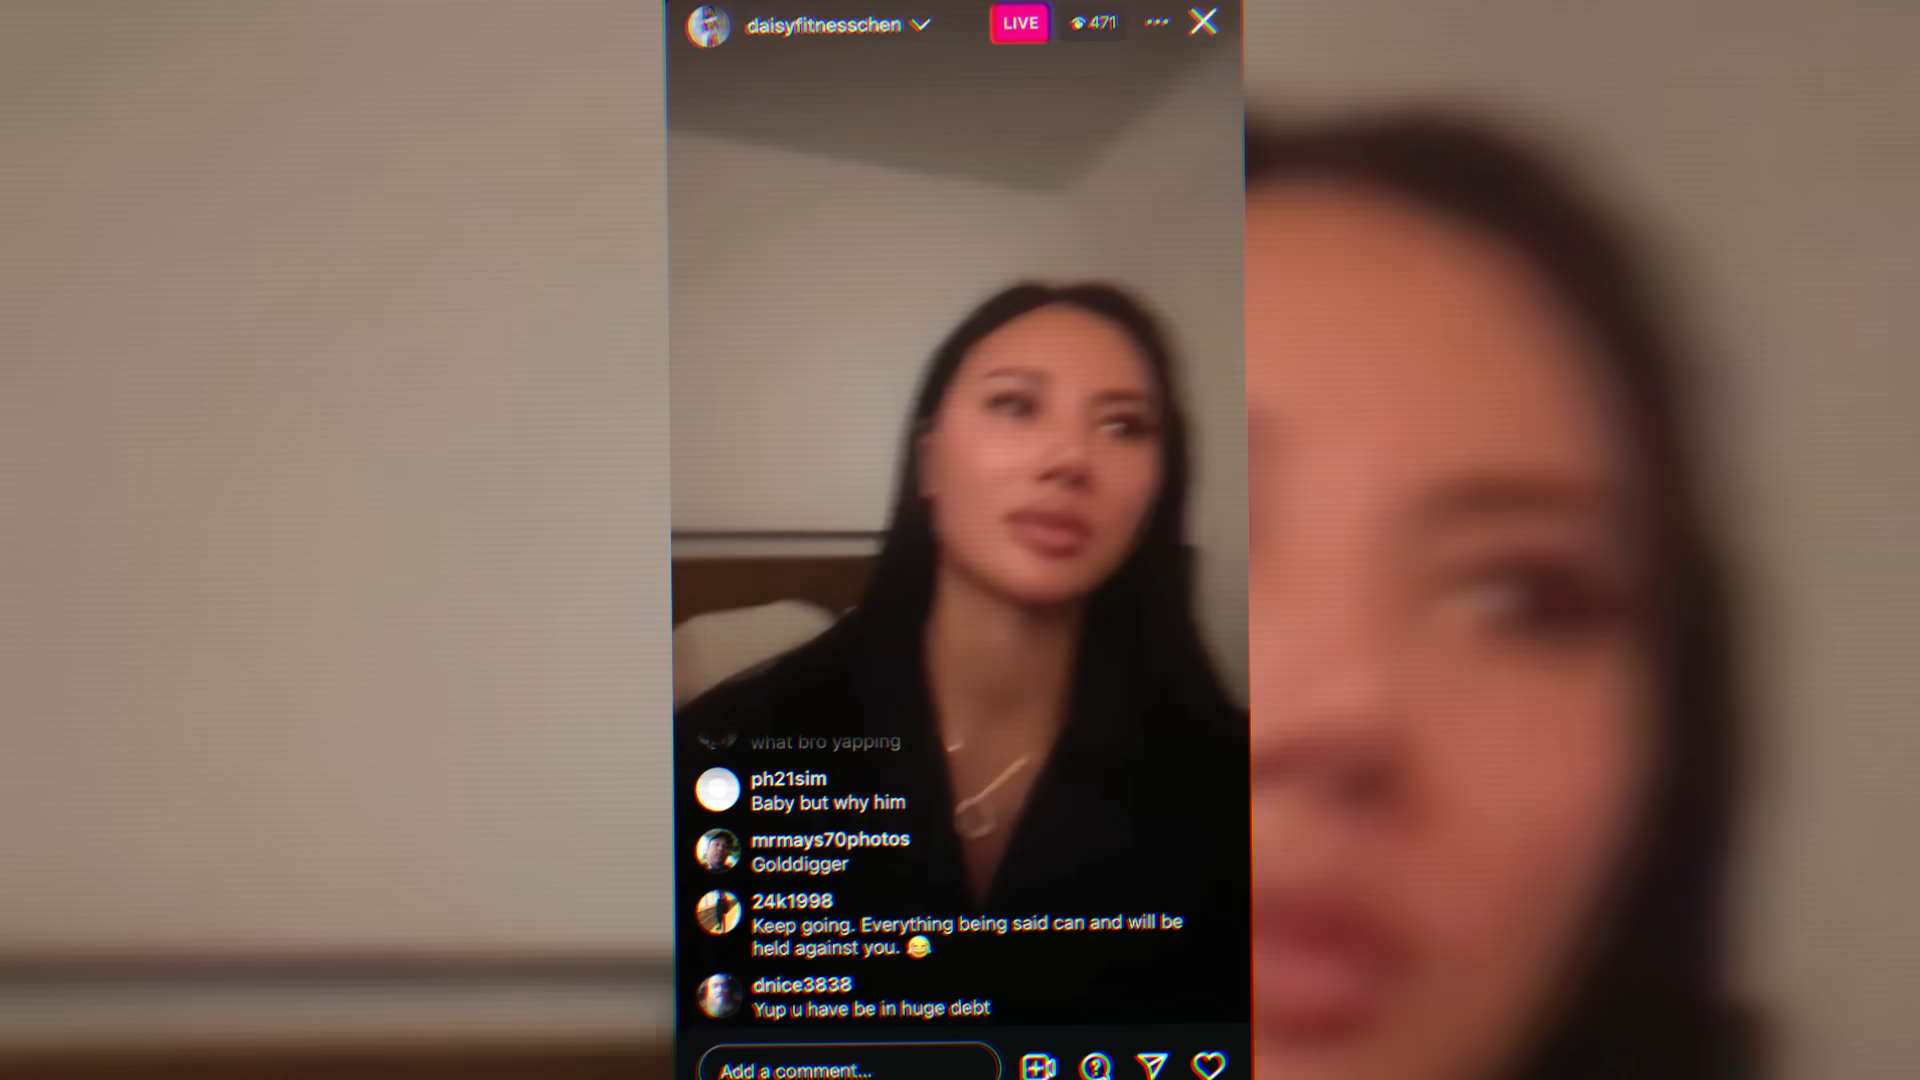 daisyfitnesschen
LIVE
471
what bro yapping
ph21sim
Baby but why him
mrmays70photos
Golddigger
24k1998
Keep going. Everything being said can and will be
held against you. 😂
dnice3838
Yup u have be in huge debt
Add a comment...